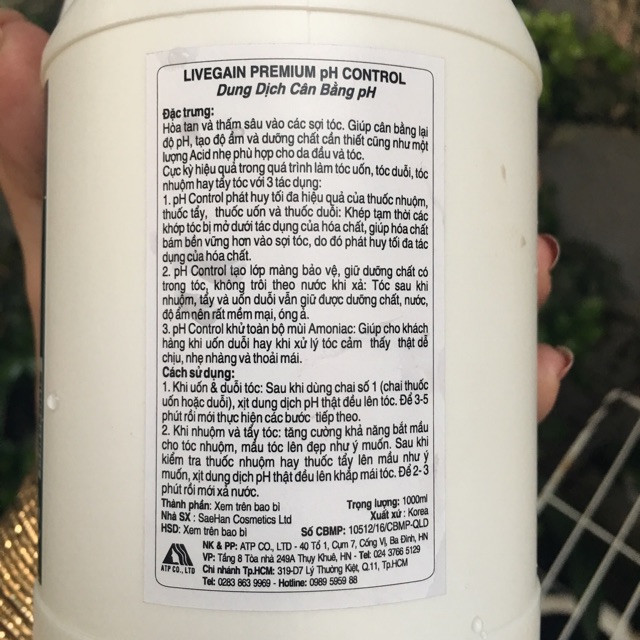 LIVEGAIN PREMIUM pH CONTROL
Dung Dịch Cân Bằng pH
Đặc trưng:
Hòa tan và thấm sâu vào các sợi tóc. Giúp cân bằng lại
độ pH, tạo độ ẩm và dưỡng chất cần thiết cũng như một
lượng Acid nhẹ phù hợp cho da đầu và tóc.
Cực kỳ hiệu quả trong quá trình làm tóc uốn, tóc duỗi, tóc
nhuộm hay tẩy tóc với 3 tác dụng:
1. pH Control phát huy tối đa hiệu quả của thuốc nhuộm,
thuốc tẩy, thuốc uốn và thuốc duỗi: Khép tạm thời các
khớp tóc bị mở dưới tác dụng của hóa chất, giúp hóa chất
bám bền vững hơn vào sợi tóc, do đó phát huy tối đa tác
dụng của hóa chất.
2. pH Control tạo lớp màng bảo vệ, giữ dưỡng chất có
trong tóc, không trôi theo nước khi xả: Tóc sau khi
nhuộm, tẩy và uốn duỗi vẫn giữ được dưỡng chất, nước,
độ ẩm nên rất mềm mại, óng ả.
3. pH Control khử toàn bộ mùi Amoniac: Giúp cho khách
hàng khi uốn duỗi hay khi xử lý tóc cảm thấy thật dễ
chịu, nhẹ nhàng và thoải mái.
Cách sử dụng:
1. Khi uốn & duỗi tóc: Sau khi dùng chai số 1 (chai thuốc
uốn hoặc duỗi), xịt dung dịch pH thật đều lên tóc. Để 3-5
phút rồi mới thực hiện các bước tiếp theo.
2. Khi nhuộm và tẩy tóc: tăng cường khả năng bắt mầu
cho tóc nhuộm, mầu tóc lên đẹp như ý muốn. Sau khi
kiểm tra thuốc nhuộm hay thuốc tẩy lên mầu như ý
muốn, xịt dung dịch pH thật đều lên khắp mái tóc. Để 2- 3
phút rồi mới xả nước.
Thành phần: Xem trên bao bì Trọng lượng: 1000ml
Nhà SX : SaeHan Cosmetics Ltd Xuất xứ : Korea
HSD: Xem trên bao bì Số CBMP: 10512/16/CBMP-QLD
NK & PP: ATP CO., LTD - 40 Tổ 1, Cụm 7, Cống Vị, Ba Đình, HN
VP: Tầng 8 Tòa nhà 249A Thụy Khuê, HN - Tel: 024 3766 5129
Chi nhánh Tp.HCM: 319-D7 Lý Thường Kiệt, Q.11, Tp.HCM
ATP CO., LTD
Tel: 0283 863 9969 - Hotline: 0989 5959 88